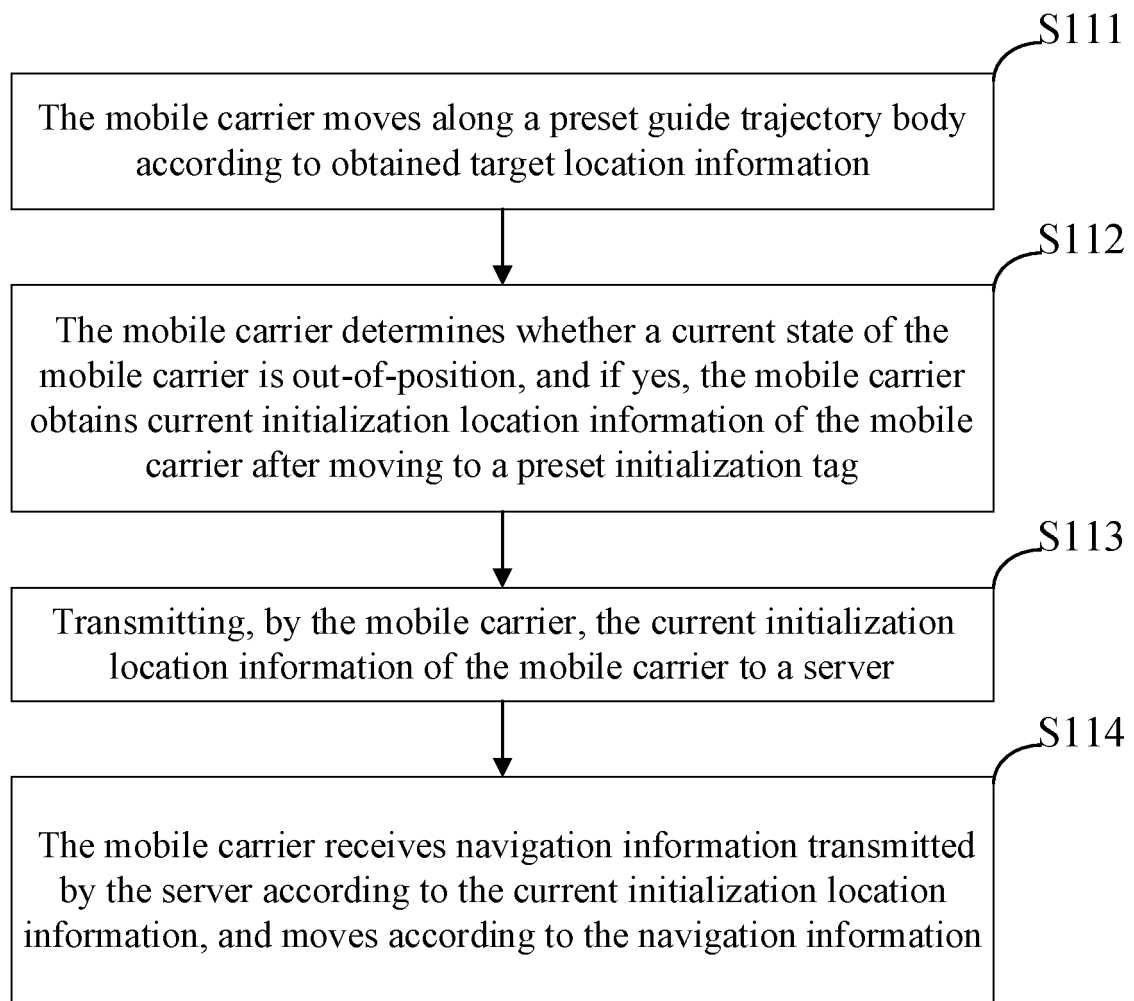 S111
The mobile carrier moves along a preset guide trajectory body
according to obtained target location information
S112
The mobile carrier determines whether a current state of the
mobile carrier is out-of-position, and if yes, the mobile carrier
obtains current initialization location information of the mobile
carrier after moving to a preset initialization tag
S113
Transmitting, by the mobile carrier, the current initialization
location information of the mobile carrier to a server
S114
The mobile carrier receives navigation information transmitted
by the server according to the current initialization location
information, and moves according to the navigation information